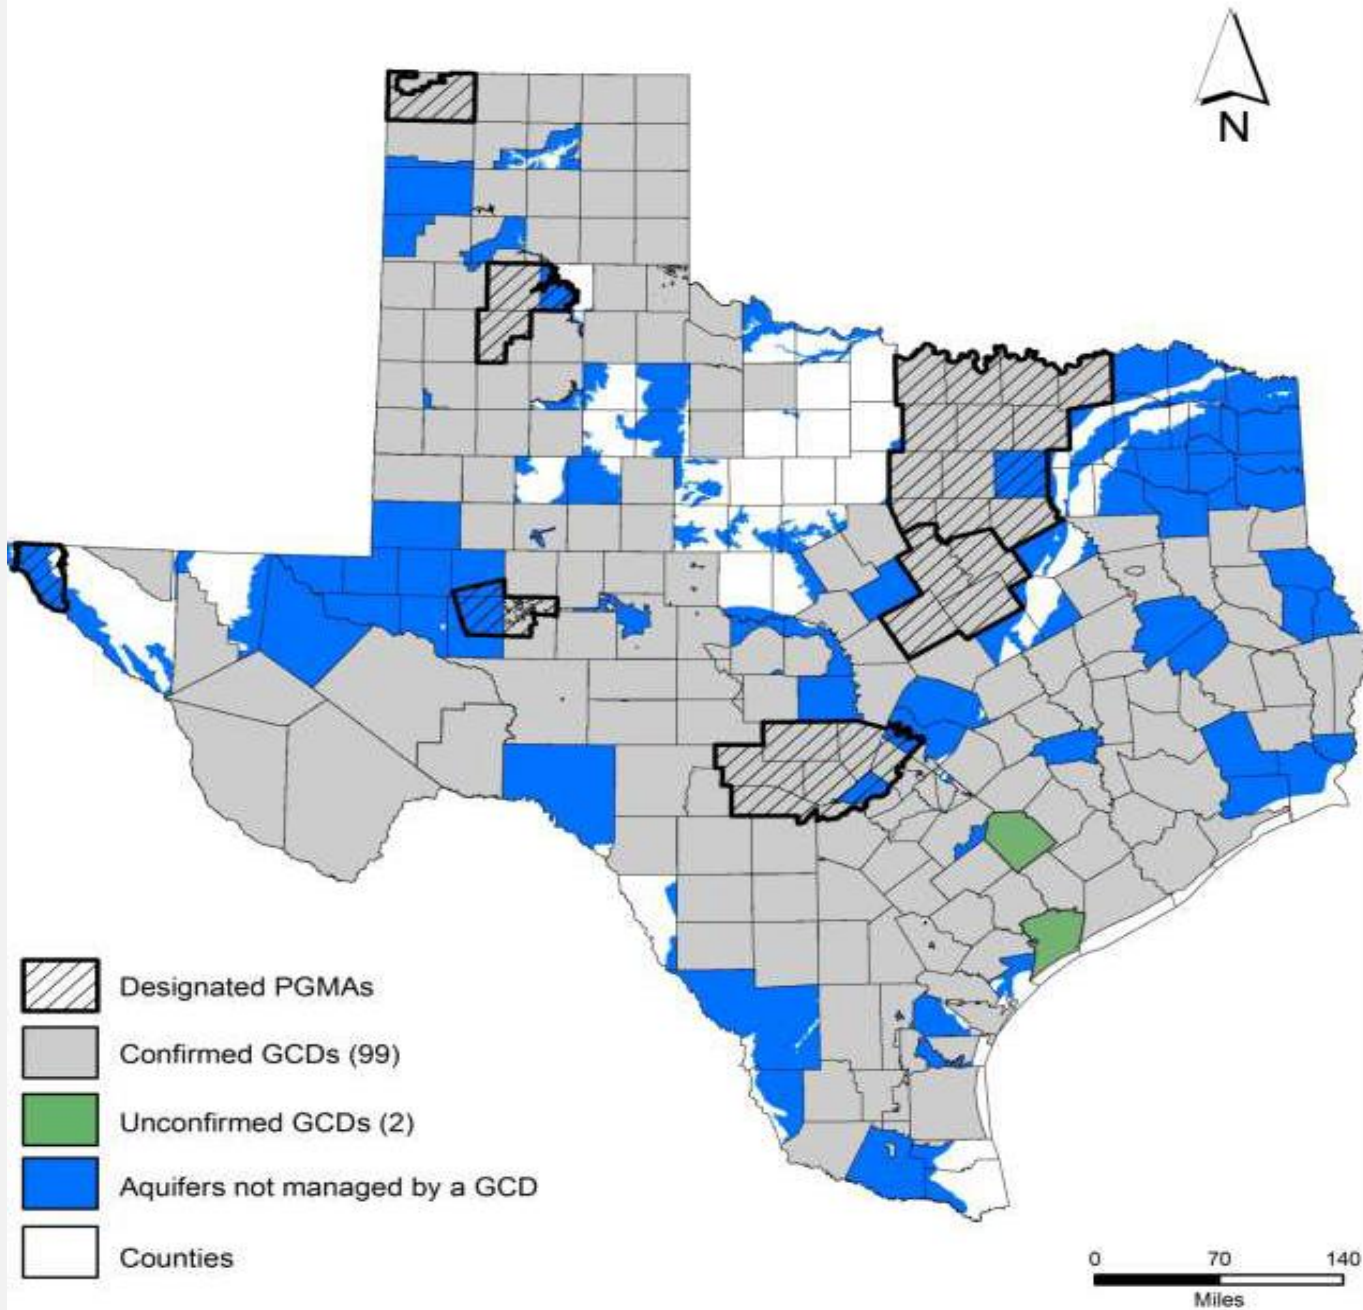 N
Designated PGMAs
Confirmed GCDs (99)
Unconfirmed GCDs (2)
Aquifers not managed by a GCD
Counties
0 70 140
Miles